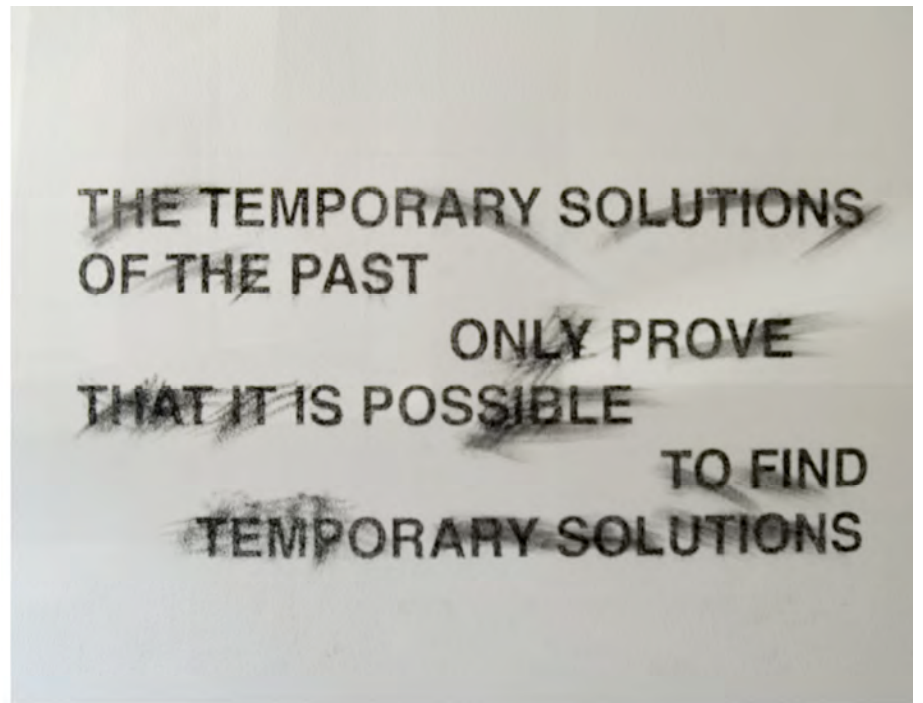 THE TEMPORARY SOLUTIONS
OF THE PAST
ONLY PROVE
THAT IT IS POSSIBLE
TO FIND
TEMPORARY SOLUTIONS